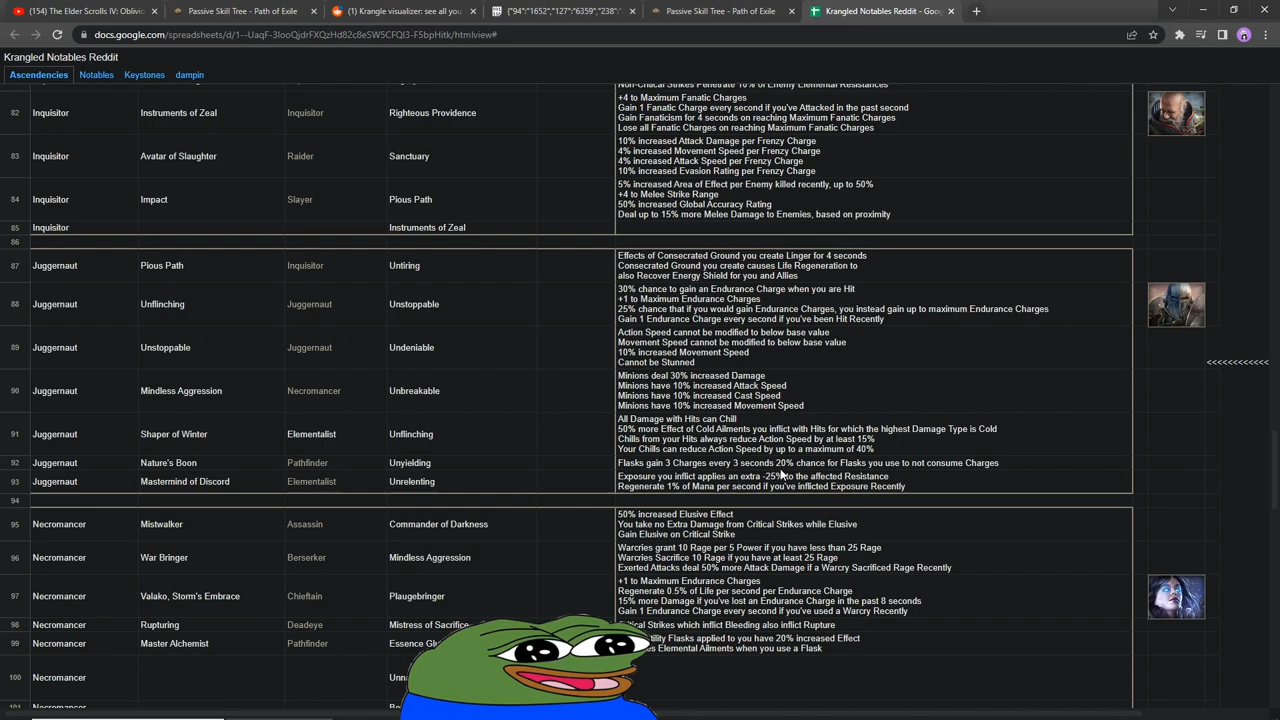 (154) The Elder Scrolls IV: Oblivio
Passive Skill Tree - Path of Exile
(1) Krangle visualizer: see all you
{"94":"1652","127":"6359","238":"
Passive Skill Tree - Path of Exile
Krangled Notables Reddit - Goog
docs.google.com/spreadsheets/d/1--UaqF-3IooQjdrFXQzHd82c8eSW5CFQI3-F5bpHitk/htmlview#
Krangled Notables Reddit
Ascendencies Notables Keystones dampin
Non-Critical Strikes Penetrate 10% of Enemy Elemental Resistances
82 Inquisitor Instruments of Zeal Inquisitor Righteous Providence
+4 to Maximum Fanatic Charges
Gain 1 Fanatic Charge every second if you've Attacked in the past second
Gain Fanaticism for 4 seconds on reaching Maximum Fanatic Charges
Lose all Fanatic Charges on reaching Maximum Fanatic Charges
83 Inquisitor Avatar of Slaughter Raider Sanctuary
10% increased Attack Damage per Frenzy Charge
4% increased Movement Speed per Frenzy Charge
4% increased Attack Speed per Frenzy Charge
10% increased Evasion Rating per Frenzy Charge
84 Inquisitor Impact Slayer Pious Path
5% increased Area of Effect per Enemy killed recently, up to 50%
+4 to Melee Strike Range
50% increased Global Accuracy Rating
Deal up to 15% more Melee Damage to Enemies, based on proximity
85 Inquisitor Instruments of Zeal
86
87 Juggernaut Pious Path Inquisitor Untiring
Effects of Consecrated Ground you create Linger for 4 seconds
Consecrated Ground you create causes Life Regeneration to
also Recover Energy Shield for you and Allies
88 Juggernaut Unflinching Juggernaut Unstoppable
30% chance to gain an Endurance Charge when you are Hit
+1 to Maximum Endurance Charges
25% chance that if you would gain Endurance Charges, you instead gain up to maximum Endurance Charges
Gain 1 Endurance Charge every second if you've been Hit Recently
89 Juggernaut Unstoppable Juggernaut Undeniable
Action Speed cannot be modified to below base value
Movement Speed cannot be modified to below base value
10% increased Movement Speed
Cannot be Stunned
<<<<<<<<<<<<
90 Juggernaut Mindless Aggression Necromancer Unbreakable
Minions deal 30% increased Damage
Minions have 10% increased Attack Speed
Minions have 10% increased Cast Speed
Minions have 10% increased Movement Speed
91 Juggernaut Shaper of Winter Elementalist Unflinching
All Damage with Hits can Chill
50% more Effect of Cold Ailments you inflict with Hits for which the highest Damage Type is Cold
Chills from your Hits always reduce Action Speed by at least 15%
Your Chills can reduce Action Speed by up to a maximum of 40%
92 Juggernaut Nature's Boon Pathfinder Unyielding
Flasks gain 3 Charges every 3 seconds 20% chance for Flasks you use to not consume Charges
93 Juggernaut Mastermind of Discord Elementalist Unrelenting
Exposure you inflict applies an extra -25% to the affected Resistance
Regenerate 1% of Mana per second if you've inflicted Exposure Recently
94
95 Necromancer Mistwalker Assassin Commander of Darkness
50% increased Elusive Effect
You take no Extra Damage from Critical Strikes while Elusive
Gain Elusive on Critical Strike
96 Necromancer War Bringer Berserker Mindless Aggression
Warcries grant 10 Rage per 5 Power if you have less than 25 Rage
Warcries Sacrifice 10 Rage if you have at least 25 Rage
Exerted Attacks deal 50% more Attack Damage if a Warcry Sacrificed Rage Recently
97 Necromancer Valako, Storm's Embrace Chieftain Plaugebringer
+1 to Maximum Endurance Charges
Regenerate 0.5% of Life per second per Endurance Charge
15% more Damage if you've lost an Endurance Charge in the past 8 seconds
Gain 1 Endurance Charge every second if you've used a Warcry Recently
98 Necromancer Rupturing Deadeye Mistress of Sacrifice
Strikes which inflict Bleeding also inflict Rupture
99 Necromancer Master Alchemist Pathfinder Essence
Flasks applied to you have 20% increased Effect
Elemental Ailments when you use a Flask
100 Necromancer